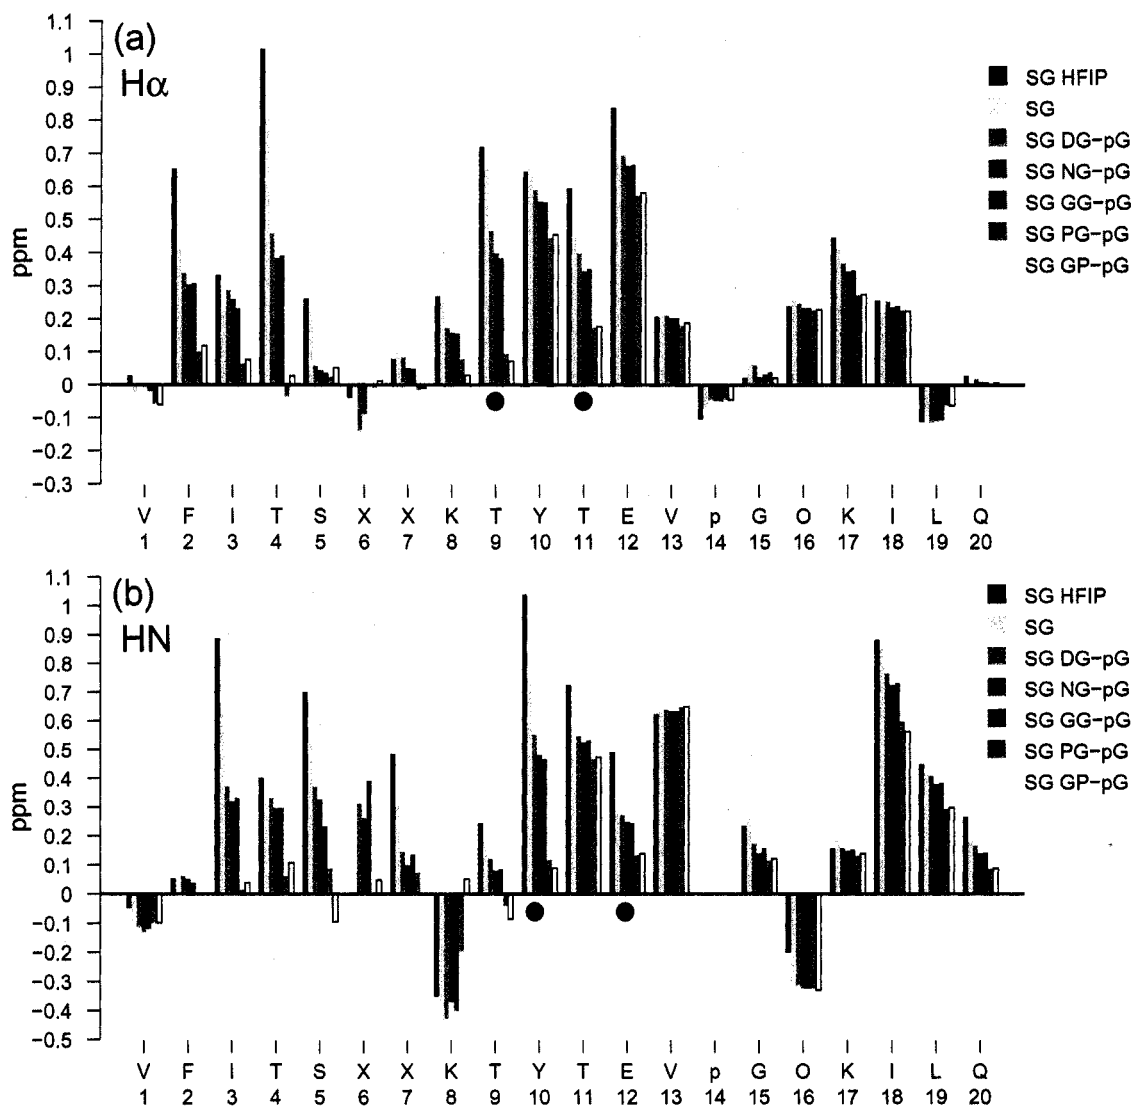 (a)
Hα
ppm
1.1
1
0.9
0.8
0.7
0.6
0.5
0.4
0.3
0.2
0.1
0
−0.1
−0.2
−0.3
SG HFIP
SG
SG DG−pG
SG NG−pG
SG GG−pG
SG PG−pG
SG GP−pG
V F I T S X X K T Y T E V p G O K I L Q
1 2 3 4 5 6 7 8 9 10 11 12 13 14 15 16 17 18 19 20
(b)
HN
ppm
1.1
1
0.9
0.8
0.7
0.6
0.5
0.4
0.3
0.2
0.1
0
−0.1
−0.2
−0.3
−0.4
−0.5
SG HFIP
SG
SG DG−pG
SG NG−pG
SG GG−pG
SG PG−pG
SG GP−pG
V F I T S X X K T Y T E V p G O K I L Q
1 2 3 4 5 6 7 8 9 10 11 12 13 14 15 16 17 18 19 20